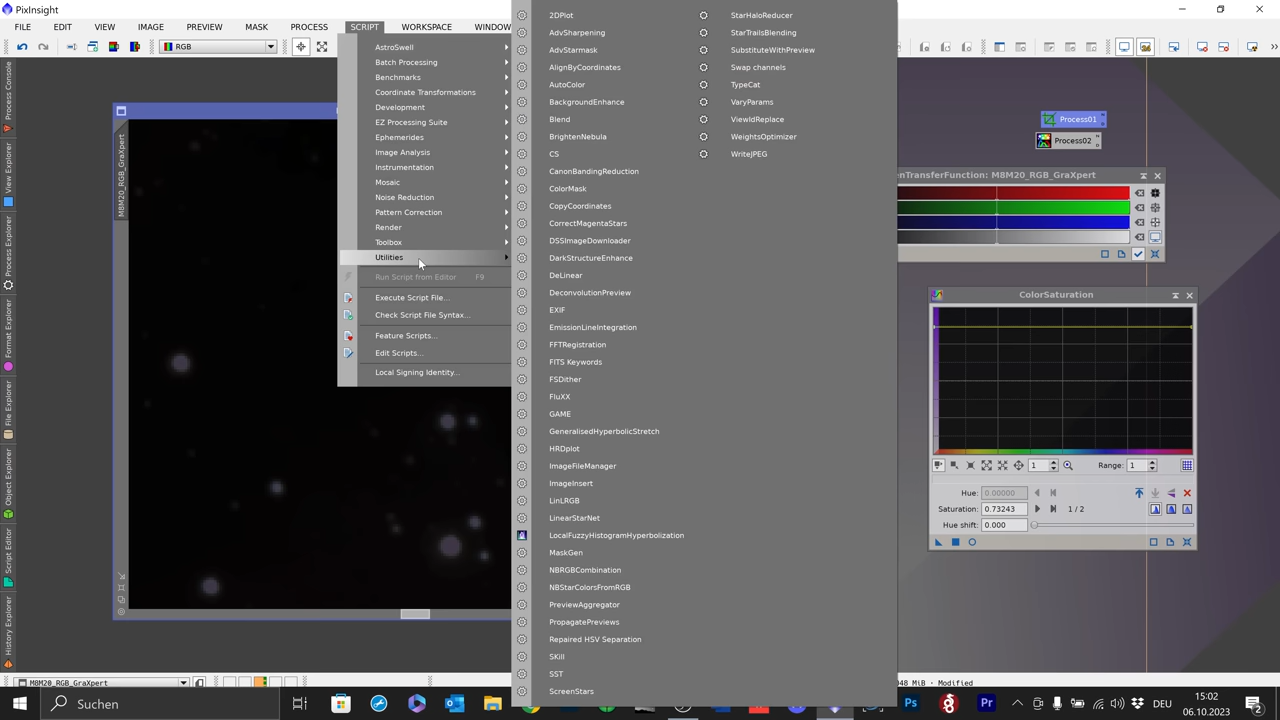 PixInsight
FILE EDIT VIEW IMAGE PREVIEW MASK PROCESS SCRIPT WORKSPACE WINDOW
RGB
Process Console
View Explorer
Process Explorer
Format Explorer
File Explorer
Object Explorer
Script Editor
History Explorer
M8M20_RGB_GraXpert
AstroSwell
Batch Processing
Benchmarks
Coordinate Transformations
Development
EZ Processing Suite
Ephemerides
Image Analysis
Instrumentation
Mosaic
Noise Reduction
Pattern Correction
Render
Toolbox
Utilities
Run Script from Editor F9
Execute Script File...
Check Script File Syntax...
Feature Scripts...
Edit Scripts...
Local Signing Identity...
2DPlot
AdvSharpening
AdvStarmask
AlignByCoordinates
AutoColor
BackgroundEnhance
Blend
BrightenNebula
CS
CanonBandingReduction
ColorMask
CopyCoordinates
CorrectMagentaStars
DSSImageDownloader
DarkStructureEnhance
DeLinear
DeconvolutionPreview
EXIF
EmissionLineIntegration
FFTRegistration
FITS Keywords
FSDither
FluXX
GAME
GeneralisedHyperbolicStretch
HRDplot
ImageFileManager
ImageInsert
LinLRGB
LinearStarNet
LocalFuzzyHistogramHyperbolization
MaskGen
NBRGBCombination
NBStarColorsFromRGB
PreviewAggregator
PropagatePreviews
Repaired HSV Separation
SKill
SST
ScreenStars
StarHaloReducer
StarTrailsBlending
SubstituteWithPreview
Swap channels
TypeCat
VaryParams
ViewIdReplace
WeightsOptimizer
WriteJPEG
Process01
Process02
enTransferFunction: M8M20_RGB_GraXpert
ColorSaturation
1 Range: 1
Hue: 0.00000
Saturation: 0.73243 1 / 2
Hue shift: 0.000
M8M20_RGB_GraXpert
MiB · Modified
Suchen
15:02
06.10.2023